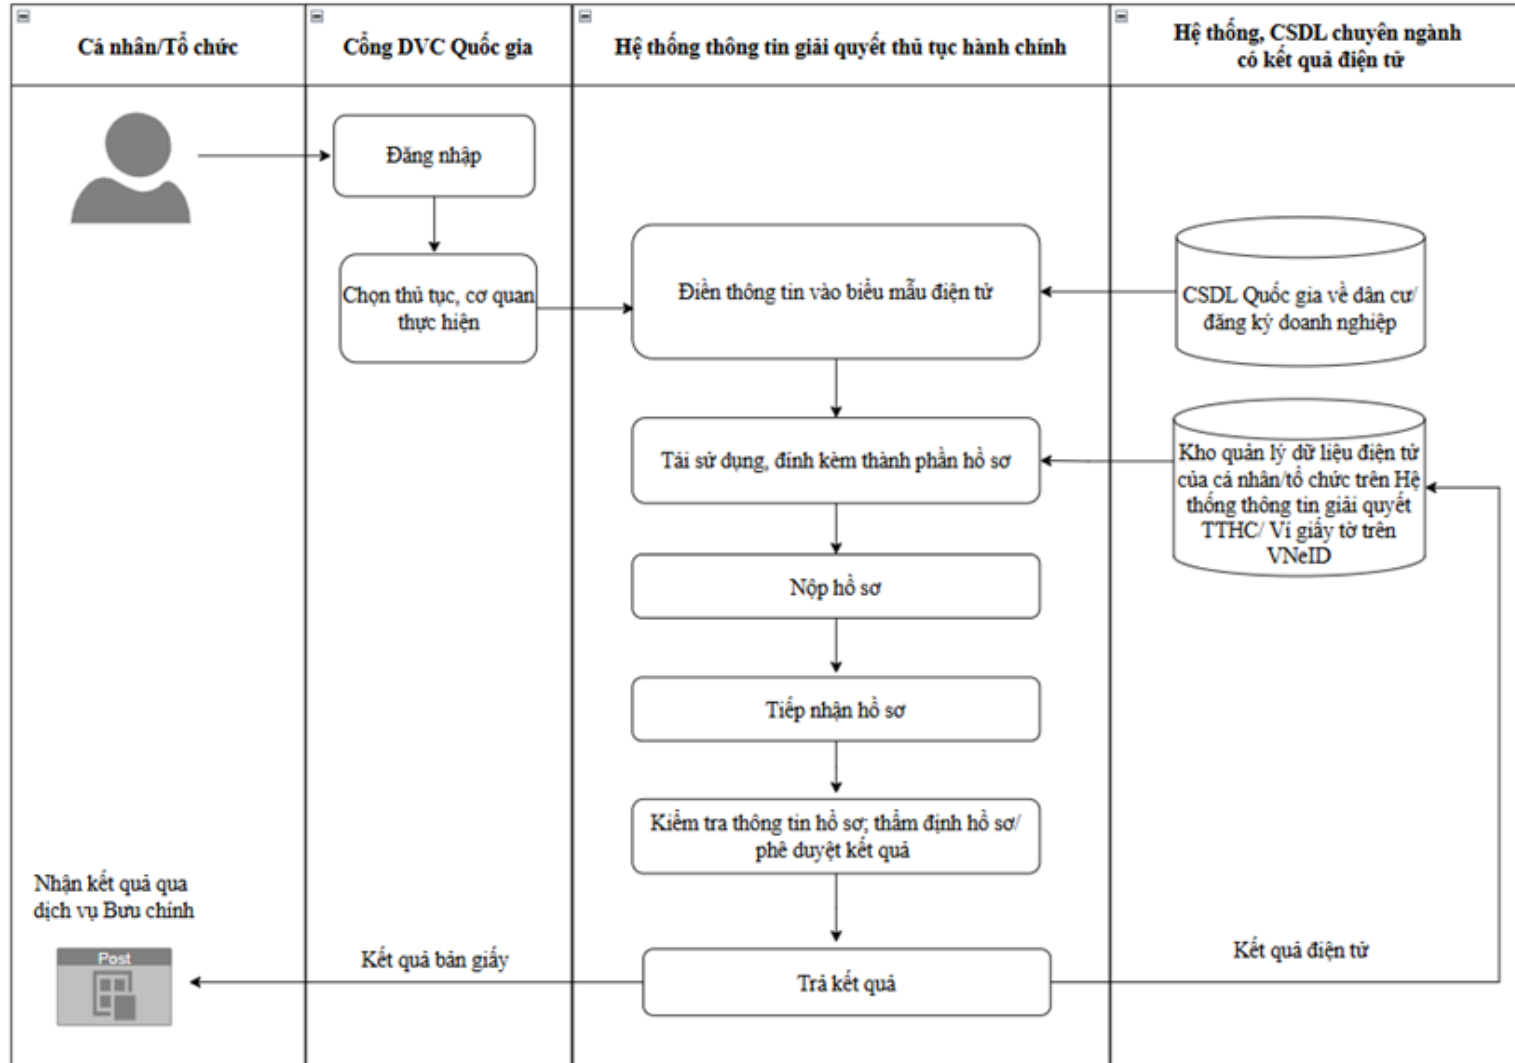 Cá nhân/Tổ chức
Cổng DVC Quốc gia
Hệ thống thông tin giải quyết thủ tục hành chính
Hệ thống, CSDL chuyên ngành
có kết quả điện tử
Đăng nhập
Chọn thủ tục, cơ quan
thực hiện
Điền thông tin vào biểu mẫu điện tử
CSDL Quốc gia về dân cư/
đăng ký doanh nghiệp
Tái sử dụng, đính kèm thành phần hồ sơ
Kho quản lý dữ liệu điện tử
của cá nhân/tổ chức trên Hệ
thống thông tin giải quyết
TTHC/ Ví giấy tờ trên
VNeID
Nộp hồ sơ
Tiếp nhận hồ sơ
Kiểm tra thông tin hồ sơ; thẩm định hồ sơ/
phê duyệt kết quả
Nhận kết quả qua
dịch vụ Bưu chính
Post
Kết quả bản giấy
Trả kết quả
Kết quả điện tử